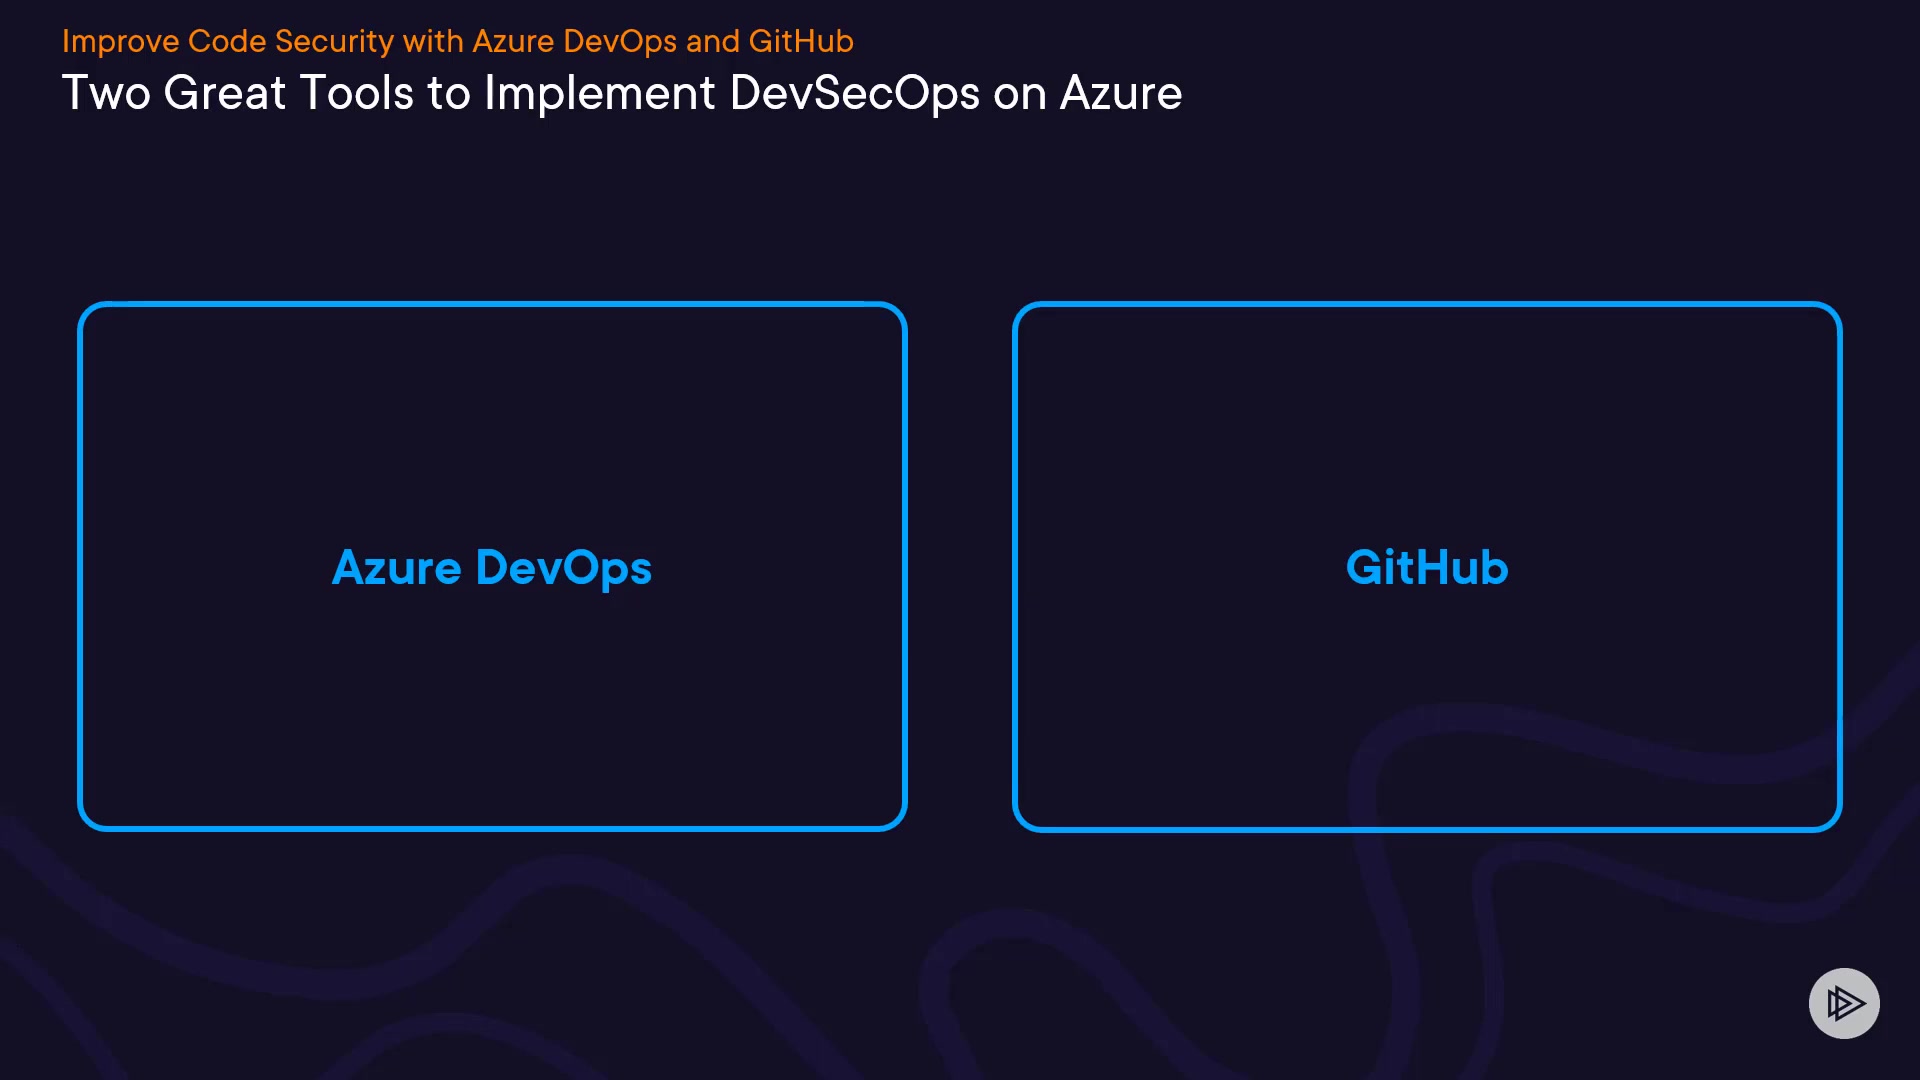 Improve Code Security with Azure DevOps and GitHub
Two Great Tools to Implement DevSecOps on Azure
Azure DevOps
GitHub